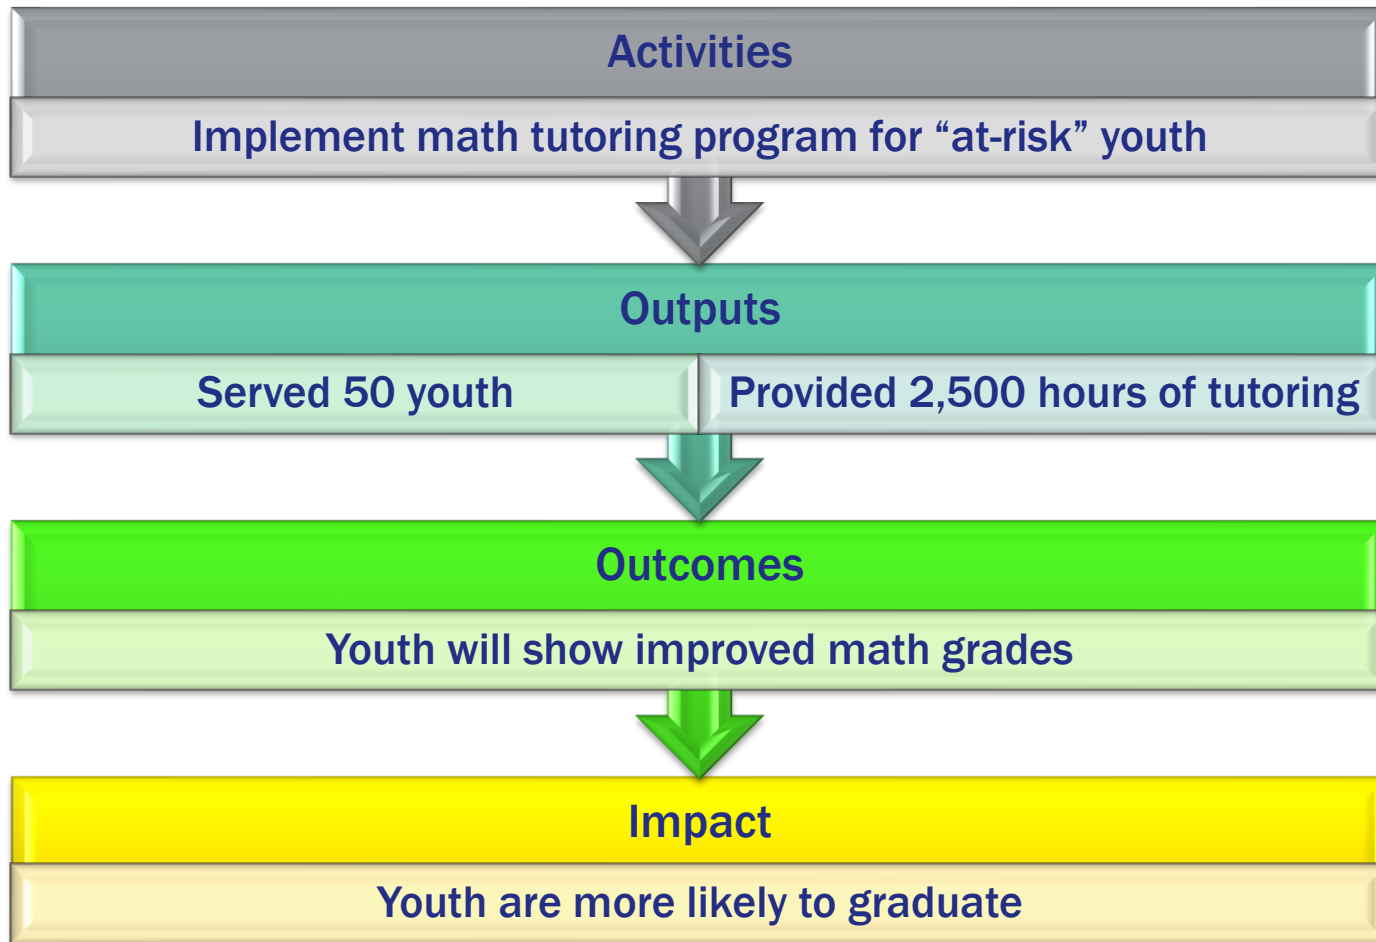 Activities
Implement math tutoring program for “at-risk” youth
Outputs
Served 50 youth
Provided 2,500 hours of tutoring
Outcomes
Youth will show improved math grades
Impact
Youth are more likely to graduate